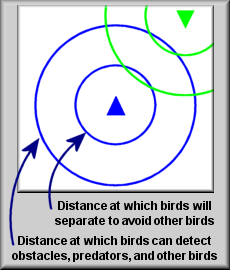 Distance at which birds will
separate to avoid other birds
Distance at which birds can detect
obstacles, predators, and other birds